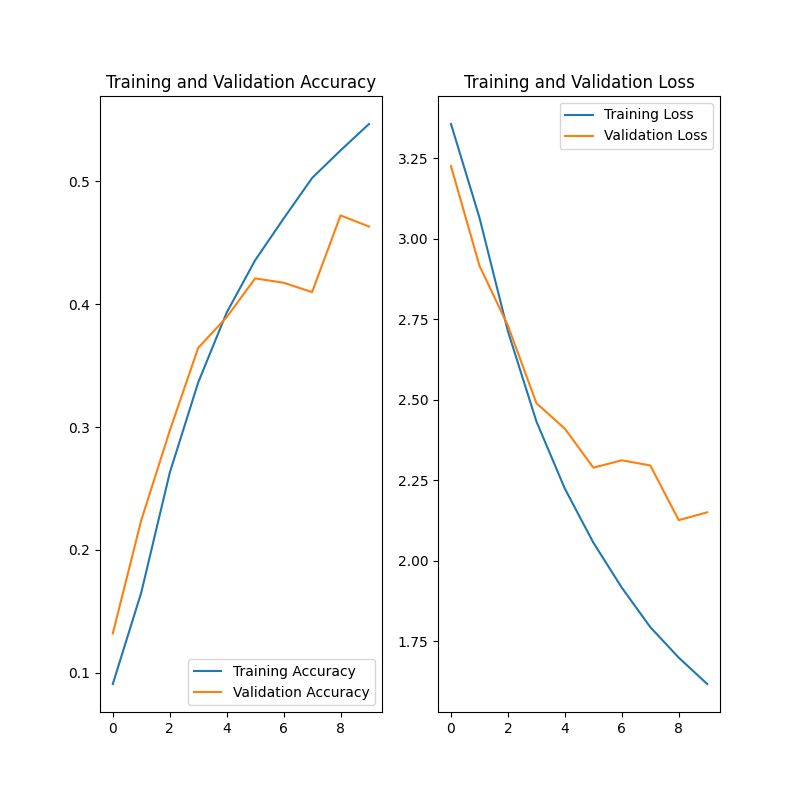 Training and Validation Accuracy
0.5
0.4
0.3
0.2
0.1
Training Accuracy
Validation Accuracy
0 2 4 6 8
Training and Validation Loss
Training Loss
Validation Loss
3.25
3.00
2.75
2.50
2.25
2.00
1.75
0 2 4 6 8